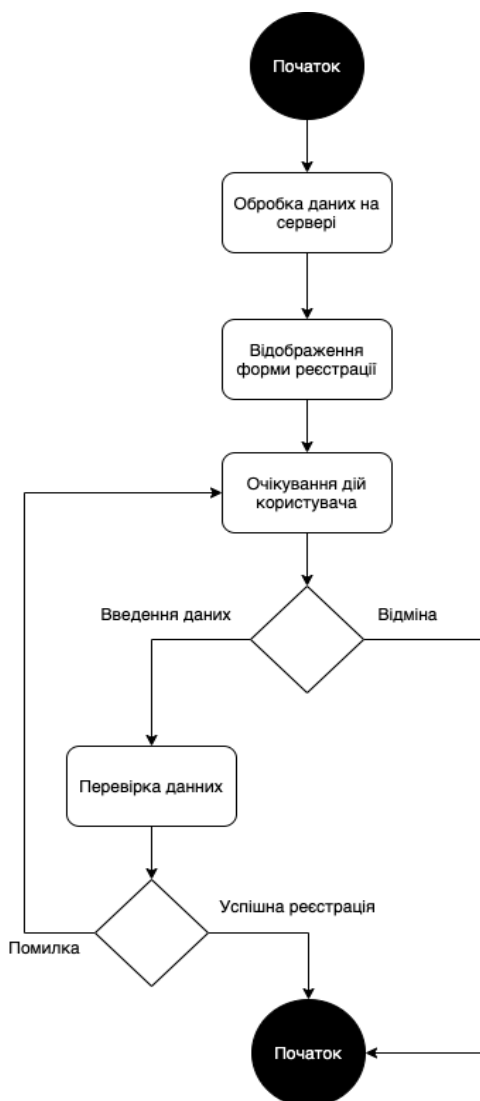 Початок
Обробка даних на
сервері
Відображення
форми реєстрації
Очікування дій
користувача
Введення даних
Відміна
Перевірка данних
Успішна реєстрація
Помилка
Початок